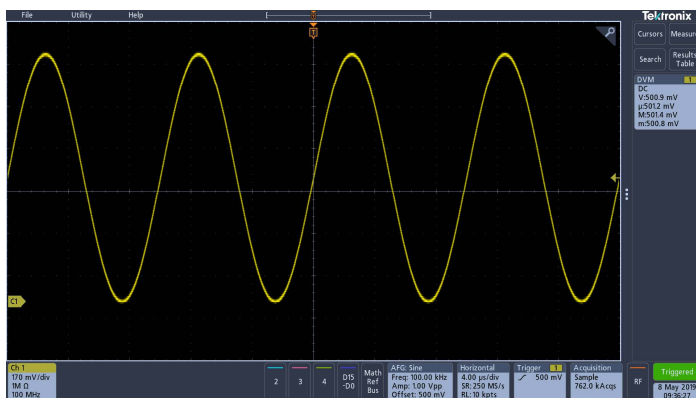 File Utility Help
Tektronix
T
Cursors Measure
Search Results
Table
DVM 1
DC
V:500.9 mV
μ:501.2 mV
M:501.4 mV
m:500.8 mV
C1
Ch 1
170 mV/div
1M Ω
100 MHz
2
3
4
D15
-D0
Math
Ref
Bus
AFG: Sine
Freq: 100.00 kHz
Amp: 1.00 Vpp
Offset: 500 mV
Horizontal
4.00 μs/div
SR: 250 MS/s
RL: 10 kpts
Trigger 1
500 mV
Acquisition
Sample
762.0 kAcqs
RF
Triggered
8 May 2019
09:36:27